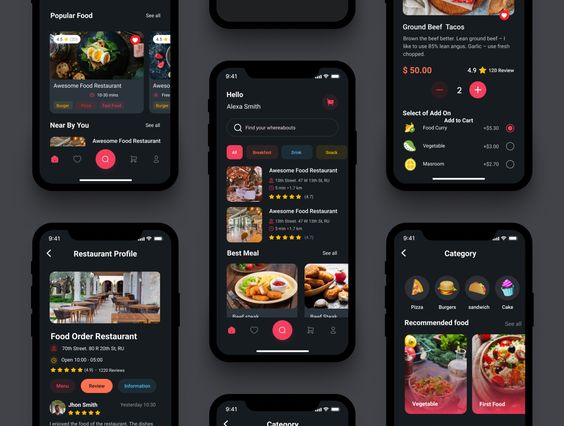 Popular Food
See all
4.5
Awesome Food Restaurant
10-30 mins
Burger
Pizza
Fast Food
4.5
Awes
Free
Burger
Near By You
See all
Awesome Food Restaurant
9:41
Restaurant Profile
Food Order Restaurant
70th Street. 80 R 20th St, RU
Open 10:00 - 05:00
(4.9) - 1220 Reviews
Menu
Review
Information
Jhon Smith
Yesterday 10:30
I enjoyed the food of the restaurant. The dishes
9:41
Hello
Alexa Smith
Find your whereabouts
All
Breakfast
Drink
Snack
Awesome Food Restaurant
13th Street. 47 W 13th St, RU
5 min -1.7 km
(4.7)
Awesome Food Restaurant
13th Street. 47 W 13th St, RU
5 min -1.7 km
(4.7)
Best Meal
See all
Beef steak
Beef s
9:41
Category
Ground Beef Tacos
Brown the beef better. Lean ground beef – I
like to use 85% lean angus. Garlic – use fresh
chopped.
$ 50.00
4.9
120 Review
2
Select of Add On
Add to Cart
Food Curry
+$5.30
Vegetable
+$3.00
Masroom
+$2.70
9:41
Category
Pizza
Burgers
sandwich
Cake
Recommended food
See all
Vegetable
First Food